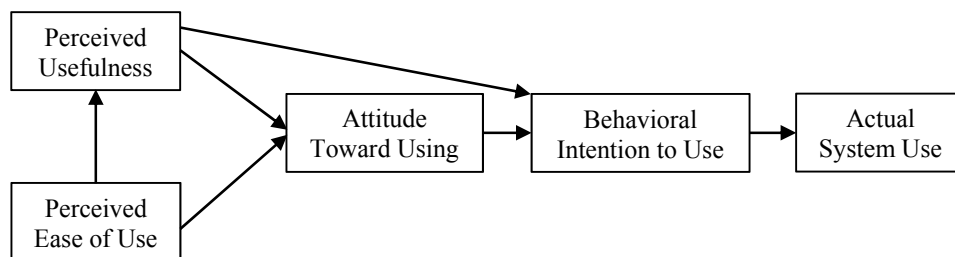 Perceived
Usefulness
Attitude
Toward Using
Behavioral
Intention to Use
Actual
System Use
Perceived
Ease of Use